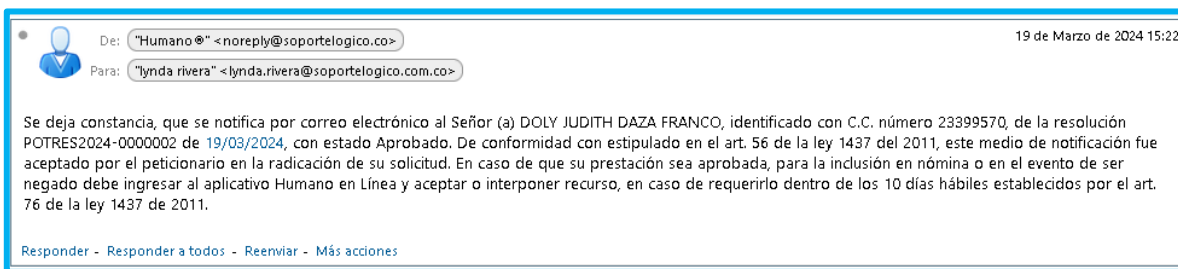 De: "Humano ®" <noreply@soportelogico.co>
19 de Marzo de 2024 15:22
Para: "lynda rivera" <lynda.rivera@soportelogico.com.co>
Se deja constancia, que se notifica por correo electrónico al Señor (a) DOLY JUDITH DAZA FRANCO, identificado con C.C. número 23399570, de la resolución
POTRES2024-0000002 de 19/03/2024, con estado Aprobado. De conformidad con estipulado en el art. 56 de la ley 1437 del 2011, este medio de notificación fue
aceptado por el peticionario en la radicación de su solicitud. En caso de que su prestación sea aprobada, para la inclusión en nómina o en el evento de ser
negado debe ingresar al aplicativo Humano en Línea y aceptar o interponer recurso, en caso de requerirlo dentro de los 10 días hábiles establecidos por el art.
76 de la ley 1437 de 2011.
Responder - Responder a todos - Reenviar - Más acciones